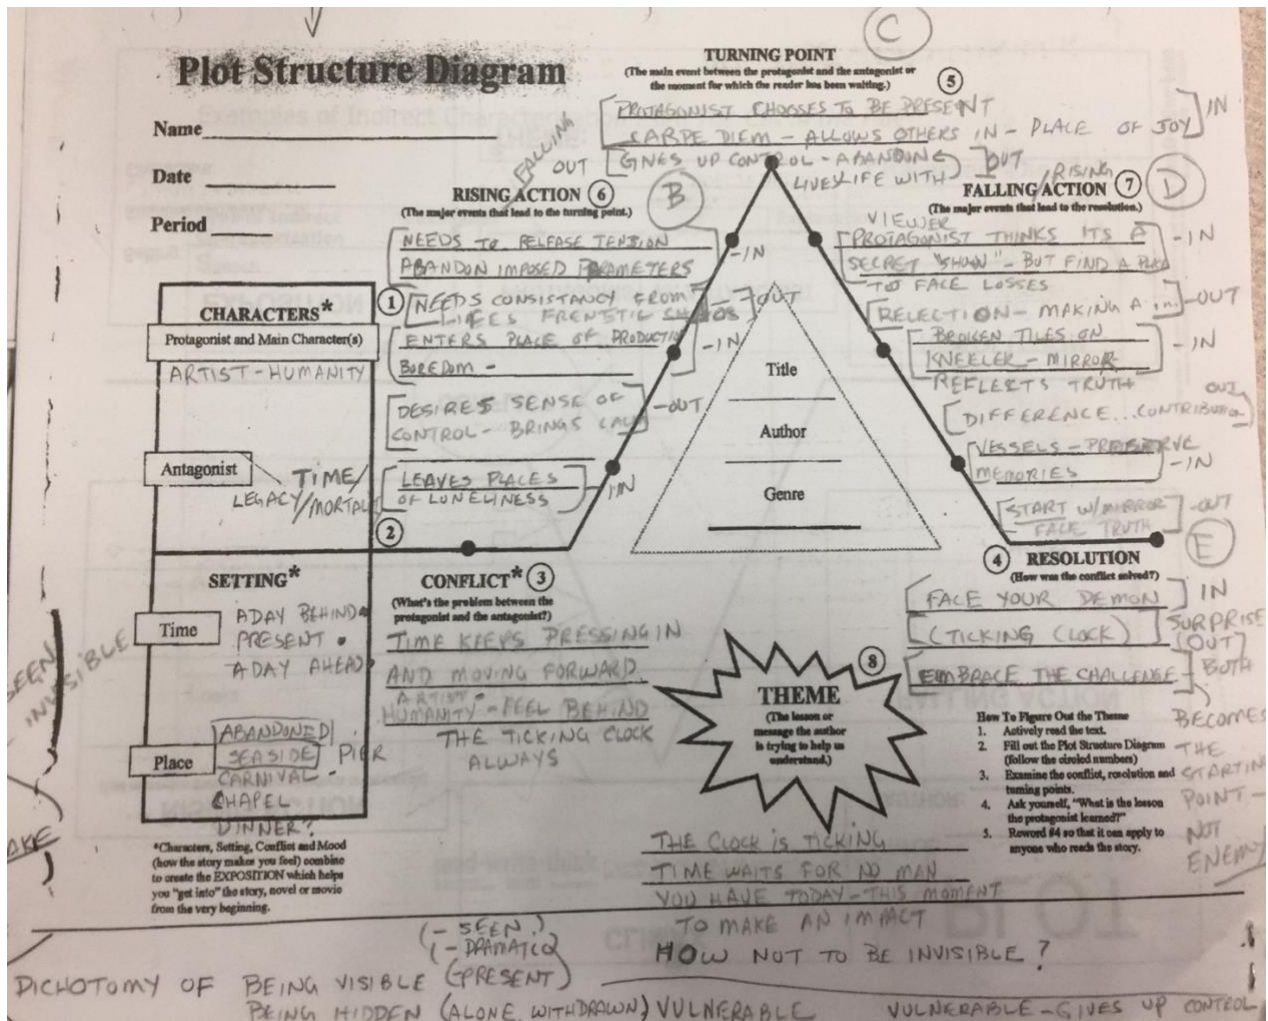 C
Plot Structure Diagram
Name
Date
Period
TURNING POINT
(The main event between the protagonist and the antagonist or
the moment for which the reader has been waiting.)
5
PROTAGONIST CHOOSES TO BE PRESENT
CARPE DIEM - ALLOWS OTHERS IN - PLACE OF JOY
IN
GIVES UP CONTROL - ABANDONS
LIVES LIFE WITH
OUT
FALLING
OUT
RISING ACTION 6
(The major events that lead to the turning point.)
B
NEEDS TO RELEASE TENSION
ABANDON IMPOSED PARAMETERS
- IN
NEEDS CONSISTANCY FROM
LIFES FRENETIC CHAOS
- OUT
ENTERS PLACE OF PRODUCTIO
BOREDOM -
- IN
DESIRES SENSE OF
CONTROL - BRINGS CALM
- OUT
LEAVES PLACES
OF LONELINESS
- IN
/RISING
FALLING ACTION 7
(The major events that lead to the resolution.)
D
VIEWER
PROTAGONIST THINKS ITS A
SECRET "SHOW" - BUT FIND A PLACE
TO FACE LOSSES
- IN
RELECTION - MAKING A
- OUT
BROKEN TILES ON
KNEELER - MIRROR
REFLECTS TRUTH
- IN
OUT
DIFFERENCE... CONTRIBUTION
VESSELS - PRESERVE
MEMORIES
- IN
START W/ MIRROR
FACE TRUTH
- OUT
E
1
CHARACTERS*
Protagonist and Main Character(s)
ARTIST - HUMANITY
Antagonist
TIME/
LEGACY/MORTAL
2
Title
Author
Genre
SETTING*
Time
A DAY BEHIND
PRESENT
A DAY AHEAD
Place
ABANDONED
SEASIDE PIER
CARNIVAL
CHAPEL
DINNER?
CONFLICT* 3
(What's the problem between the
protagonist and the antagonist?)
TIME KEEPS PRESSING IN
AND MOVING FORWARD
ARTIST -
HUMANITY - FEEL BEHIND
THE TICKING CLOCK
ALWAYS
4 RESOLUTION
(How was the conflict solved?)
FACE YOUR DEMON
IN
(TICKING CLOCK)
SURPRISE
(OUT)
EMBRACE THE CHALLENGE
- BOTH
BECOMES
THE
STARTING
POINT -
NOT
ENEMY
8
THEME
(The lesson or
message the author
is trying to help us
understand.)
How To Figure Out the Theme
1. Actively read the text.
2. Fill out the Plot Structure Diagram
(follow the circled numbers)
3. Examine the conflict, resolution and
turning points.
4. Ask yourself, "What is the lesson
the protagonist learned?"
5. Reword #4 so that it can apply to
anyone who reads the story.
*Characters, Setting, Conflict and Mood
(how the story makes you feel) combine
to create the EXPOSITION which helps
you "get into" the story, novel or movie
from the very beginning.
THE CLOCK IS TICKING
TIME WAITS FOR NO MAN
YOU HAVE TODAY - THIS MOMENT
TO MAKE AN IMPACT
HOW NOT TO BE INVISIBLE?
SEEN
INVISIBLE
(- SEEN)
(- DRAMATIC)
DICHOTOMY OF BEING VISIBLE (PRESENT)
BEING HIDDEN (ALONE, WITHDRAWN) VULNERABLE
VULNERABLE - GIVES UP CONTROL